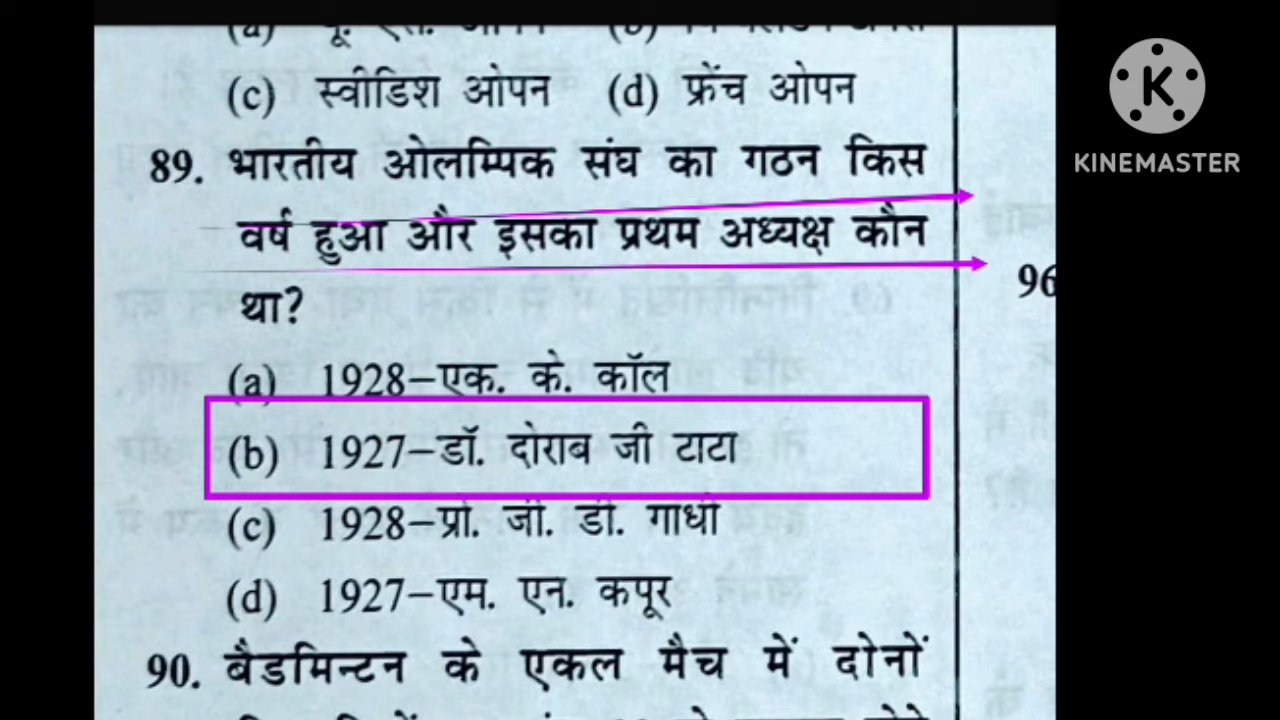 (c) स्वीडिश ओपन (d) फ्रेंच ओपन
89. भारतीय ओलम्पिक संघ का गठन किस
वर्ष हुआ और इसका प्रथम अध्यक्ष कौन
था?
(a) 1928–एक. के. कॉल
(b) 1927–डॉ. दोराब जी टाटा
(c) 1928–प्रो. जी. डी. गाधी
(d) 1927–एम. एन. कपूर
90. बैडमिन्टन के एकल मैच में दोनों
96
K
KINEMASTER